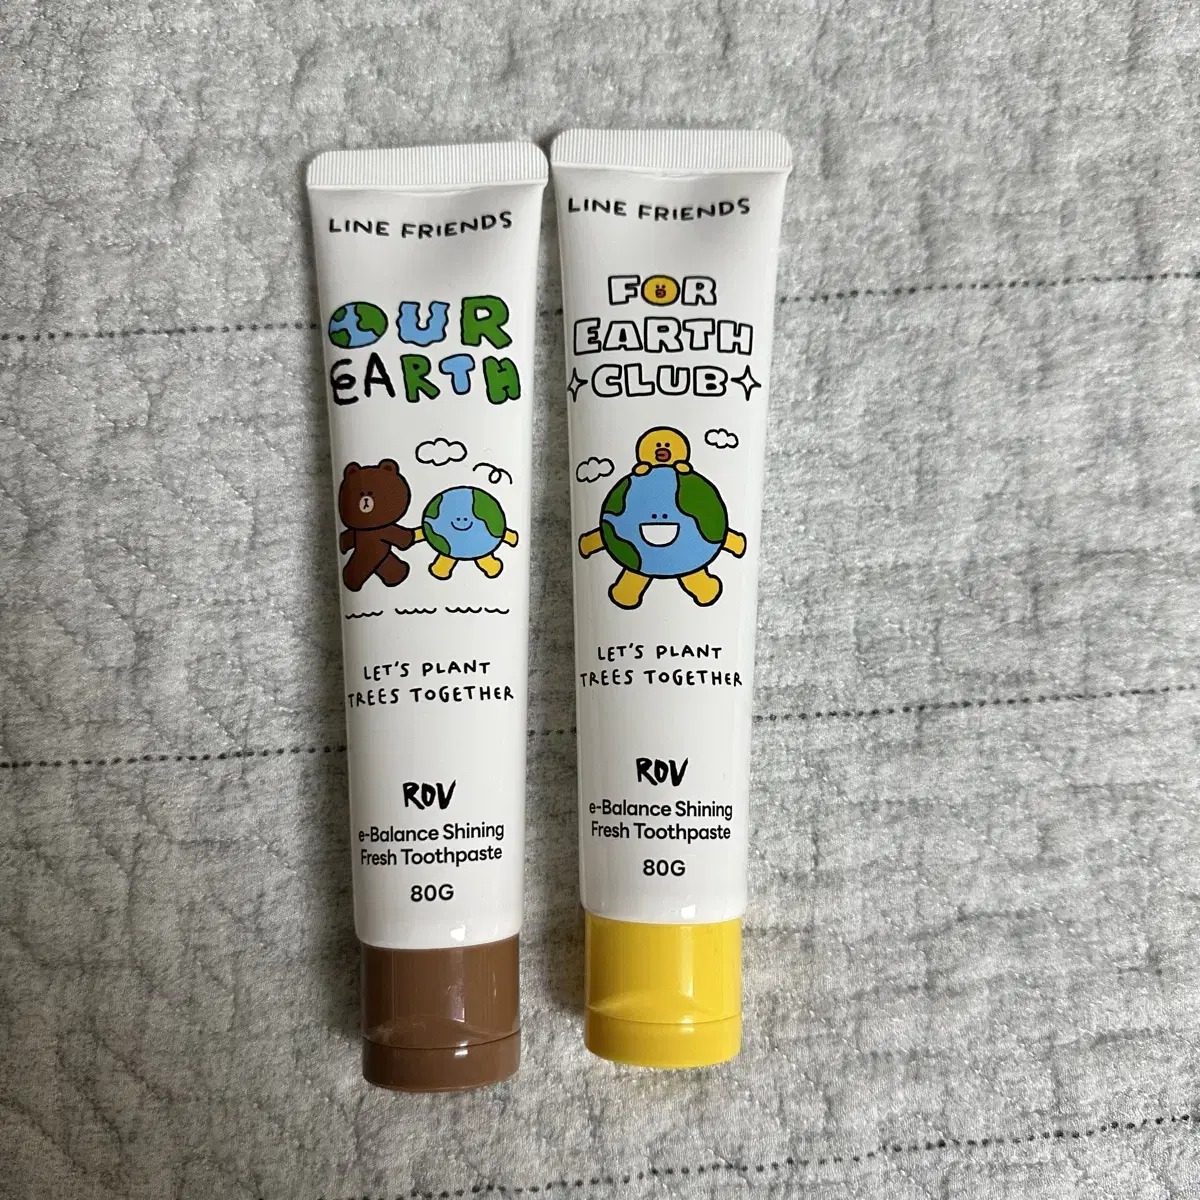 LINE FRIENDS
OUR
EARTH
LET'S PLANT
TREES TOGETHER
ROV
e-Balance Shining
Fresh Toothpaste
80G
LINE FRIENDS
FOR
EARTH
CLUB
LET'S PLANT
TREES TOGETHER
ROV
e-Balance Shining
Fresh Toothpaste
80G